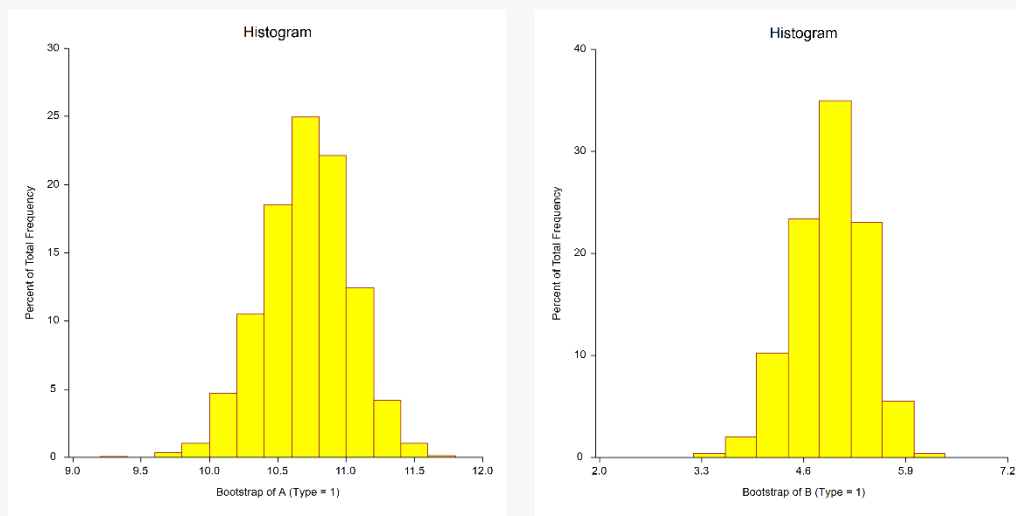 Histogram
30
25
20
15
10
5
0
Percent of Total Frequency
9.0 9.5 10.0 10.5 11.0 11.5 12.0
Bootstrap of A (Type = 1)
Histogram
40
30
20
10
0
Percent of Total Frequency
2.0 3.3 4.6 5.9 7.2
Bootstrap of B (Type = 1)